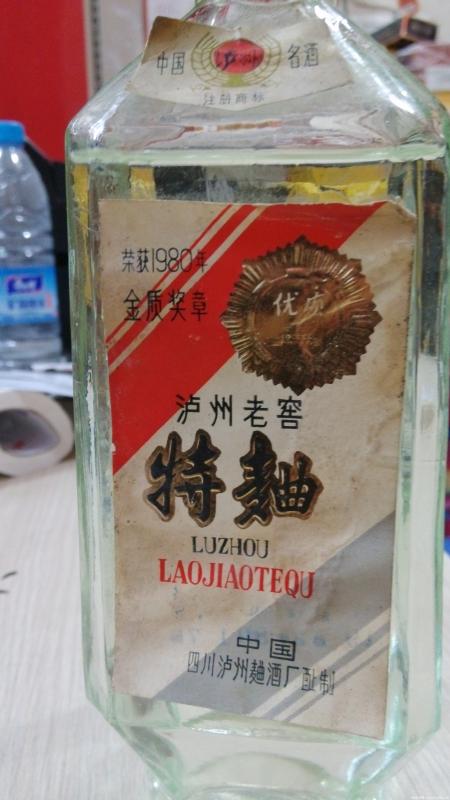 中国 名酒
注册商标
荣获1980年
金质奖章
优质
泸州老窖
特麯
LUZHOU
LAOJIAOTEQU
中国
四川泸州麯酒厂酝制